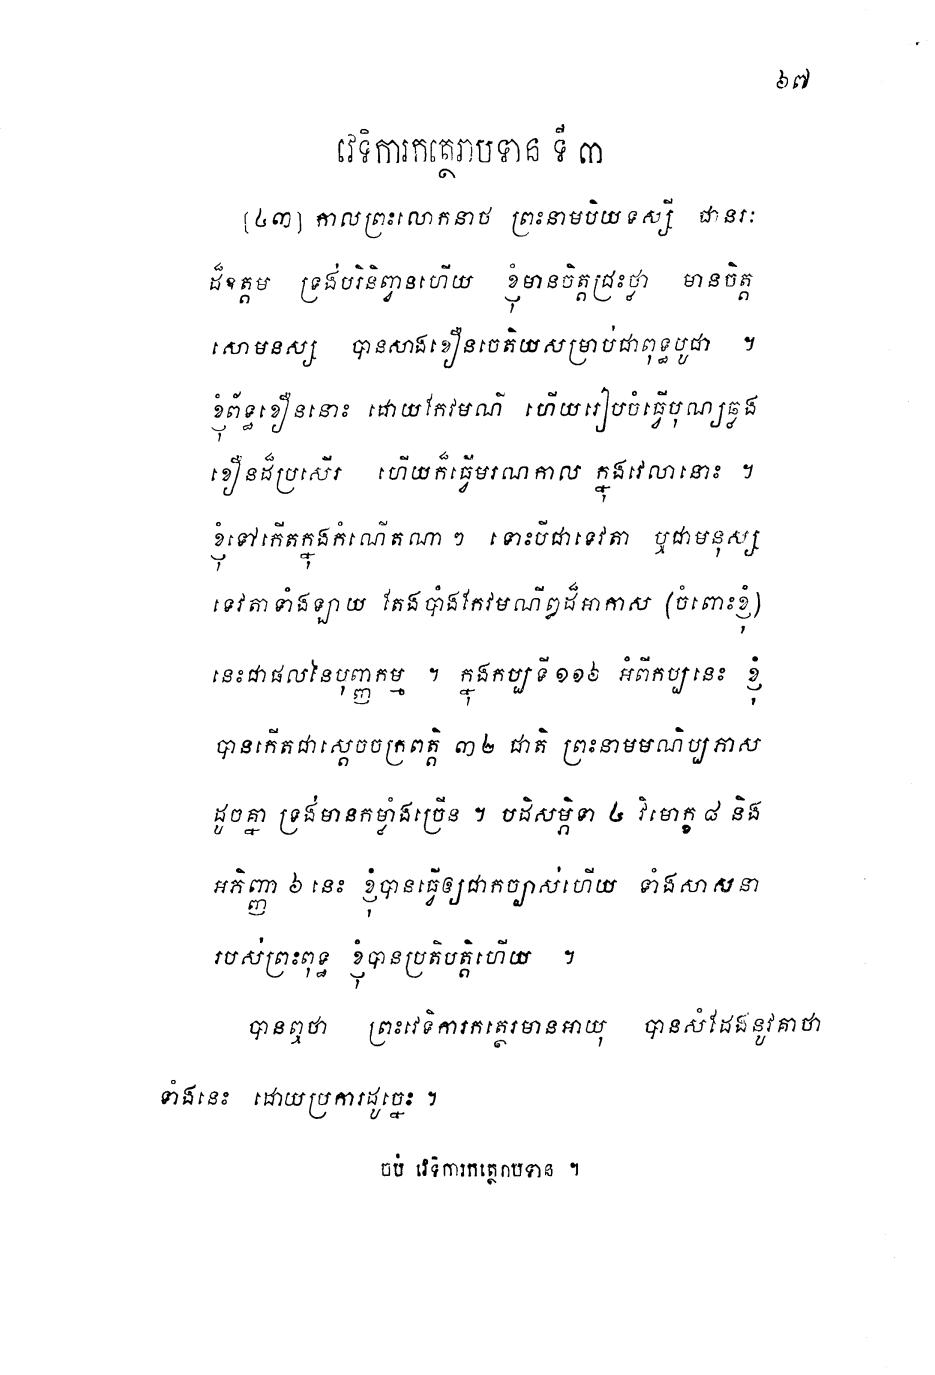 ៦៧
វេទិការកត្ថេរាបទាន ទី ៣
[៤៣] កាលព្រះលោកនាថ ព្រះនាមបិយទស្សី ជានរៈ
ដ៏ឧត្តម ទ្រង់បរិនិព្វានហើយ ខ្ញុំមានចិត្តជ្រះថ្លា មានចិត្ត
សោមនស្ស បានសាងខឿនចេតិយសម្រាប់ជាពុទ្ធបូជា ។
ខ្ញុំព័ទ្ធខឿននោះ ដោយកែវមណី ហើយរៀបចំធ្វើបុណ្យឆ្លង
ខឿនដ៏ប្រសើរ ហើយក៏ធ្វើមរណកាល ក្នុងវេលានោះ ។
ខ្ញុំទៅកើតក្នុងកំណើតណា ៗ ទោះបីជាទេវតា ឬជាមនុស្ស
ទេវតាទាំងឡាយ តែងបាំងកែវមណីព្ធដ៏អាកាស (ចំពោះខ្ញុំ)
នេះជាផលនៃបុញ្ញកម្ម ។ ក្នុងកប្បទី១១៦ អំពីកប្បនេះ ខ្ញុំ
បានកើតជាស្តេចចក្រពត្តិ ៣២ ជាតិ ព្រះនាមមណិប្បភាស
ដូចគ្នា ទ្រង់មានកម្លាំងច្រើន ។ បដិសម្ភិទា ៤ វិមោក្ខ ៨ និង
អភិញ្ញា ៦ នេះ ខ្ញុំបានធ្វើឲ្យជាកច្បាស់ហើយ ទាំងសាសនា
របស់ព្រះពុទ្ធ ខ្ញុំបានប្រតិបត្តិហើយ ។
បានឮថា ព្រះវេទិការកត្ថេរមានអាយុ បានសំដែងនូវគាថា
ទាំងនេះ ដោយប្រការដូច្នេះ ។
ចប់ វេទិការកត្ថេរាបទាន ។